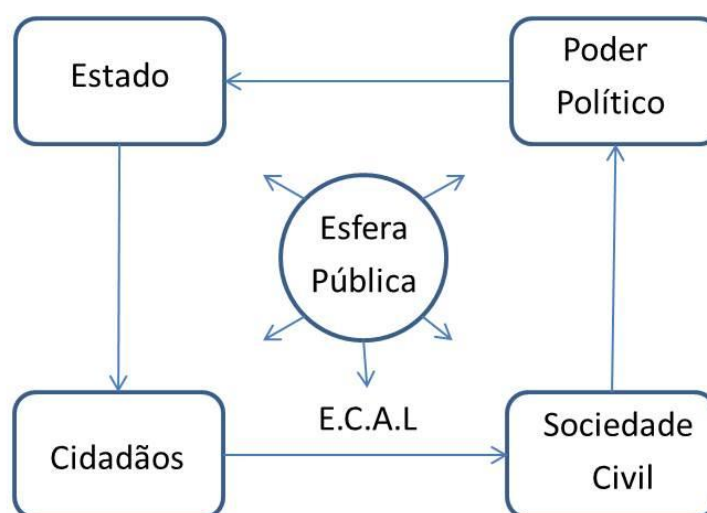 Estado
Poder
Político
Esfera
Pública
E.C.A.L
Cidadãos
Sociedade
Civil